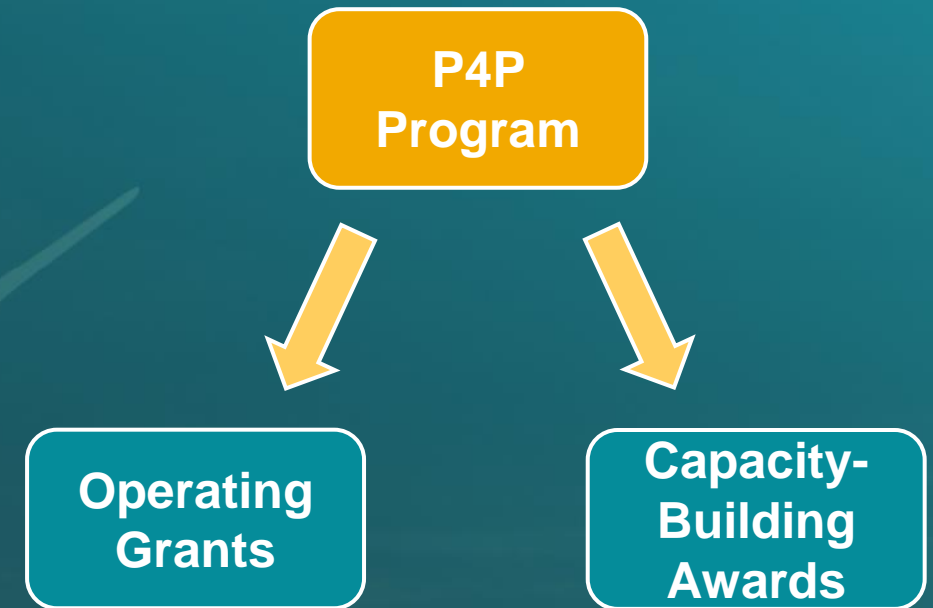 P4P
Program
Operating
Grants
Capacity-
Building
Awards